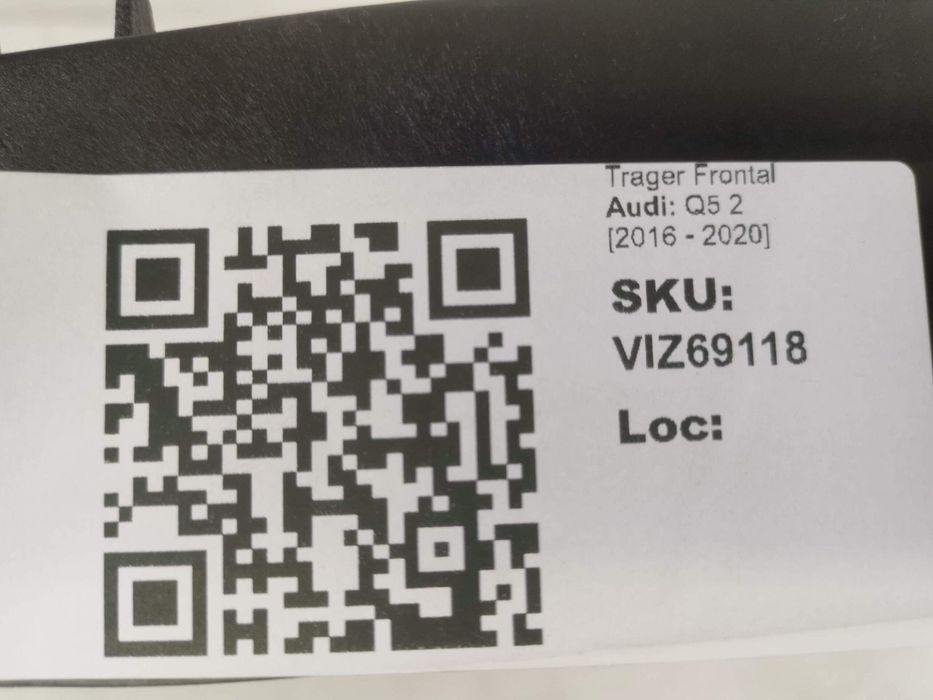 Trager Frontal
Audi: Q5 2
[2016 - 2020]
SKU:
VIZ69118
Loc: